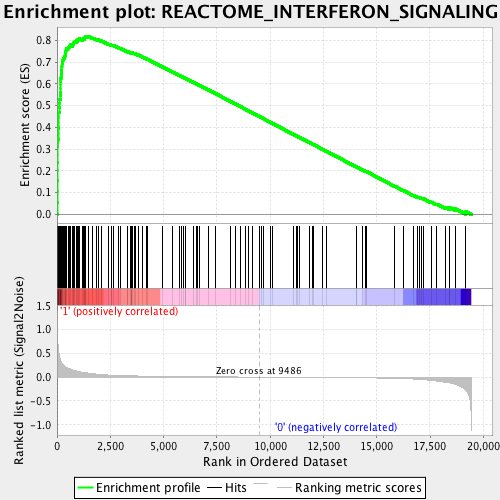 Enrichment plot: REACTOME_INTERFERON_SIGNALING
Enrichment score (ES)
0.8
0.7
0.6
0.5
0.4
0.3
0.2
0.1
0.0
Ranked list metric (Signal2Noise)
1.5
1.0
0.5
0.0
-0.5
-1.0
'1' (positively correlated)
Zero cross at 9486
'0' (negatively correlated)
0 2,500 5,000 7,500 10,000 12,500 15,000 17,500 20,000
Rank in Ordered Dataset
Enrichment profile Hits Ranking metric scores